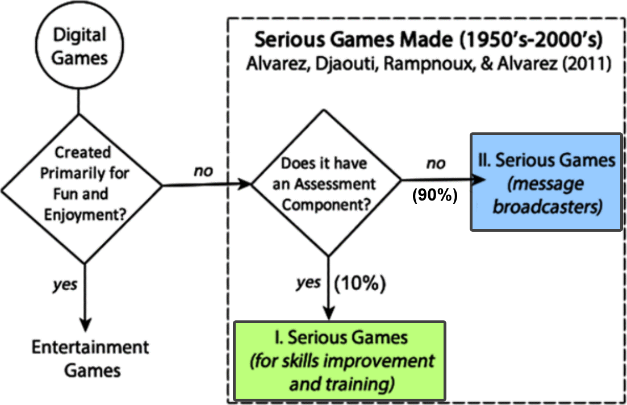 Digital
Games
Serious Games Made (1950's-2000's)
Alvarez, Djaouti, Rampnoux, & Alvarez (2011)
Created
Primarily for
Fun and
Enjoyment?
no
Does it have
an Assessment
Component?
no
(90%)
II. Serious Games
(message
broadcasters)
yes
Entertainment
Games
yes (10%)
I. Serious Games
(for skills improvement
and training)